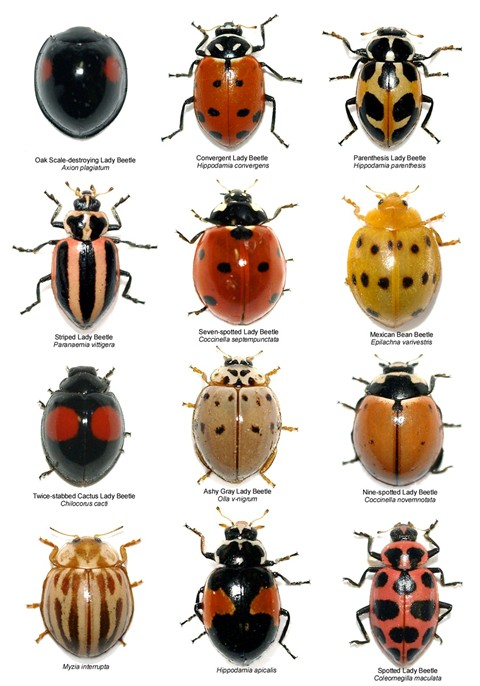 Oak Scale-destroying Lady Beetle
Axion plagiatum
Convergent Lady Beetle
Hippodamia convergens
Parenthesis Lady Beetle
Hippodamia parenthesis
Striped Lady Beetle
Paranaemia vittigera
Seven-spotted Lady Beetle
Coccinella septempunctata
Mexican Bean Beetle
Epilachna varivestris
Twice-stabbed Cactus Lady Beetle
Chilocorus cacti
Ashy Gray Lady Beetle
Olla v-nigrum
Nine-spotted Lady Beetle
Coccinella novemnotata
Myzia interrupta
Hippodamia apicalis
Spotted Lady Beetle
Coleomegilla maculata